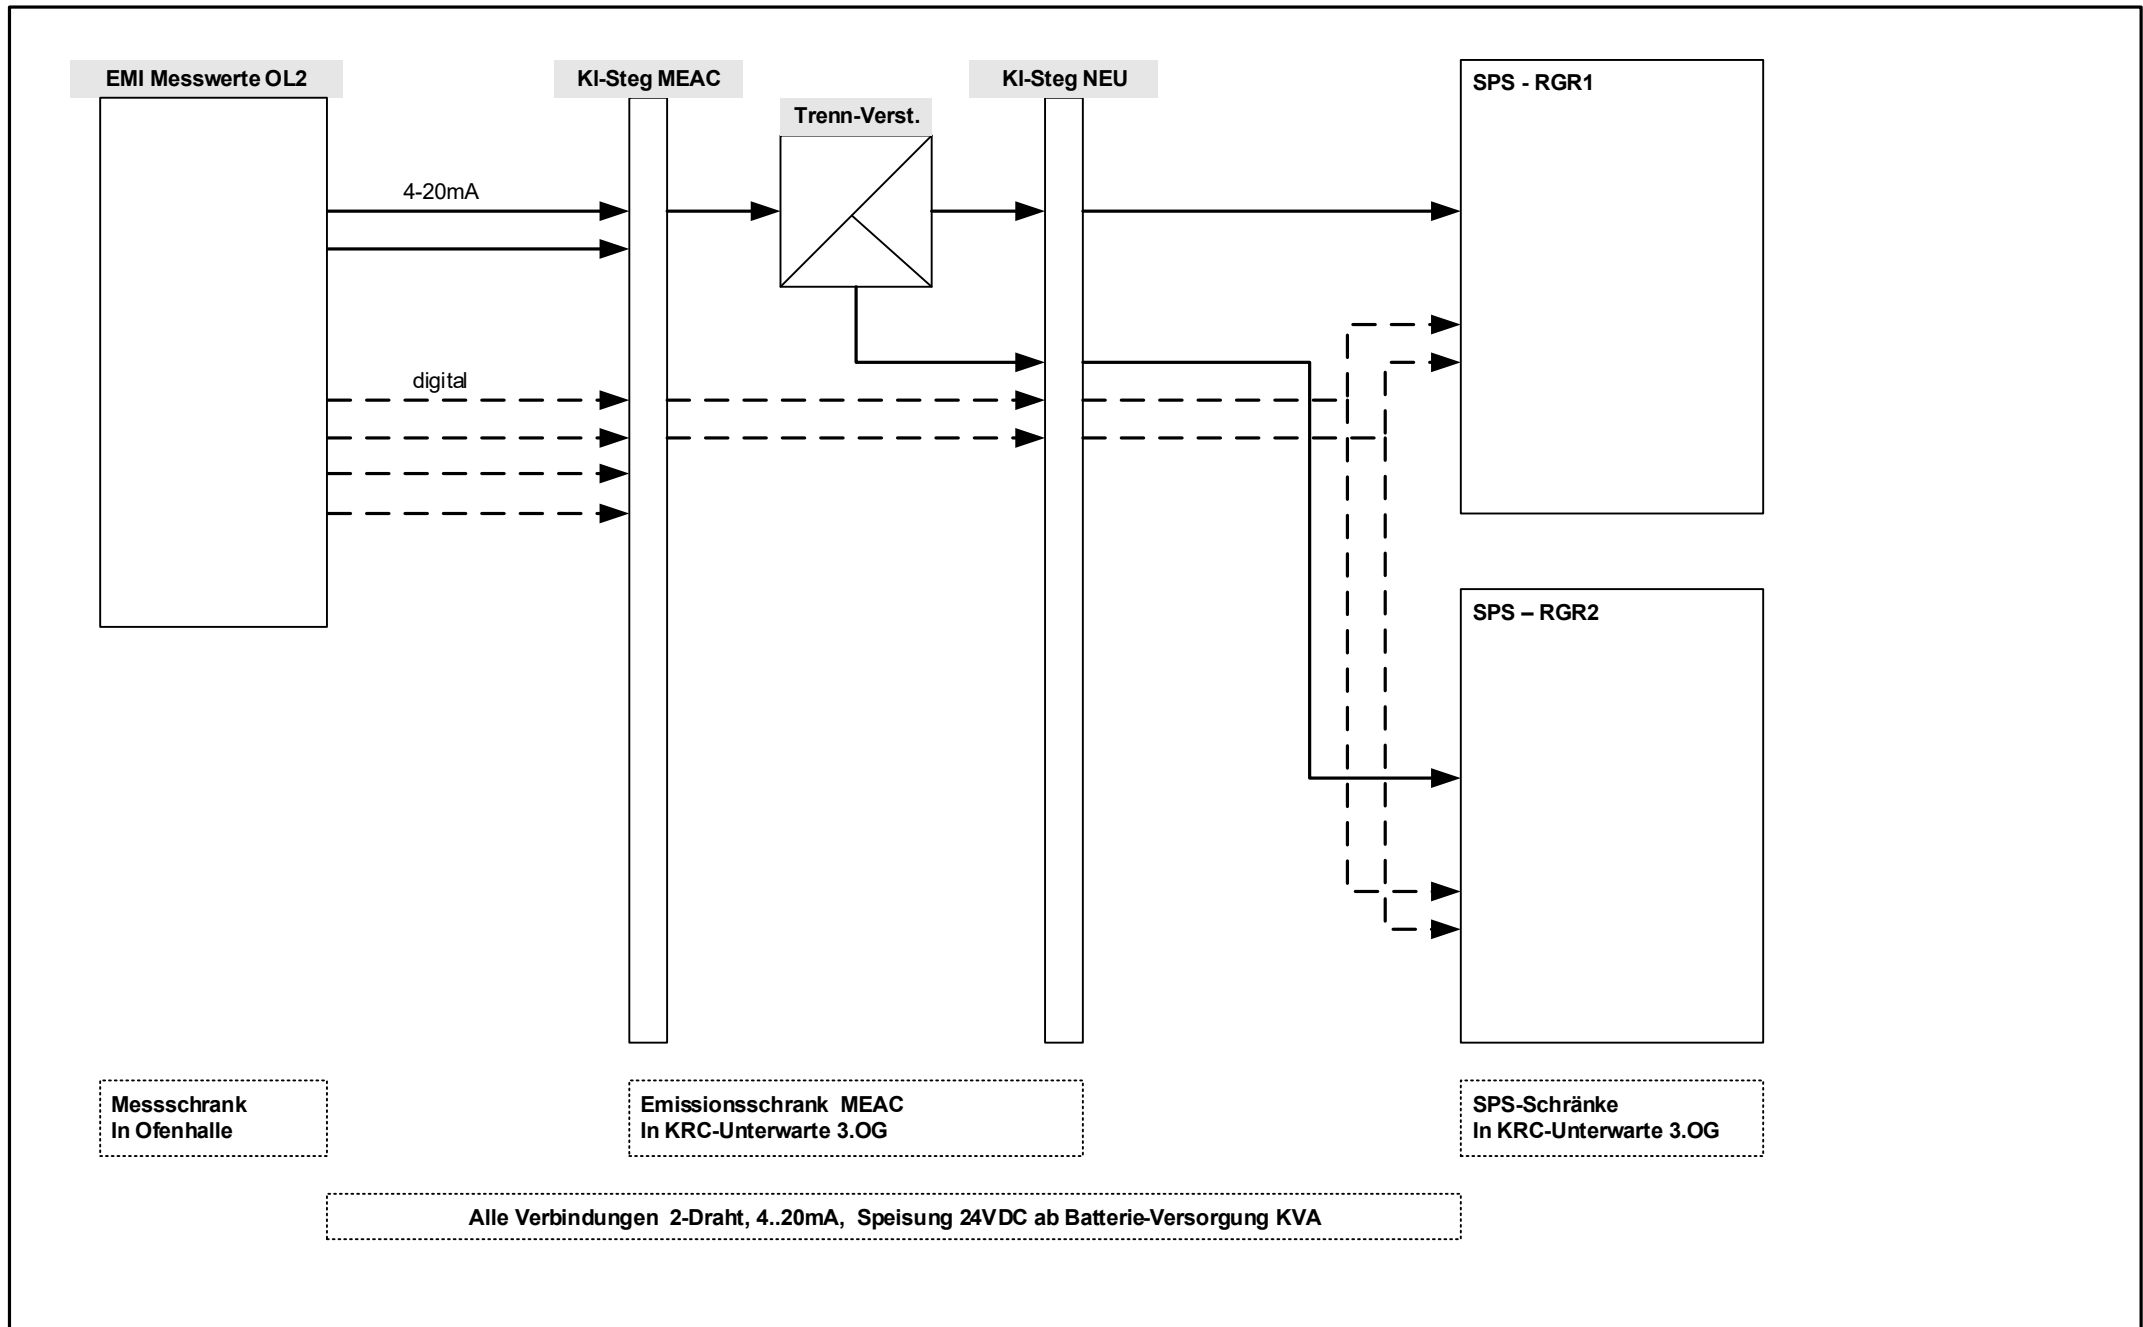 EMI Messwerte OL2
Kl-Steg MEAC
Kl-Steg NEU
SPS - RGR1
Trenn-Verst.
4-20mA
digital
SPS – RGR2
Messschrank
In Ofenhalle
Emissionsschrank MEAC
In KRC-Unterwarte 3.OG
SPS-Schränke
In KRC-Unterwarte 3.OG
Alle Verbindungen 2-Draht, 4..20mA, Speisung 24VDC ab Batterie-Versorgung KVA